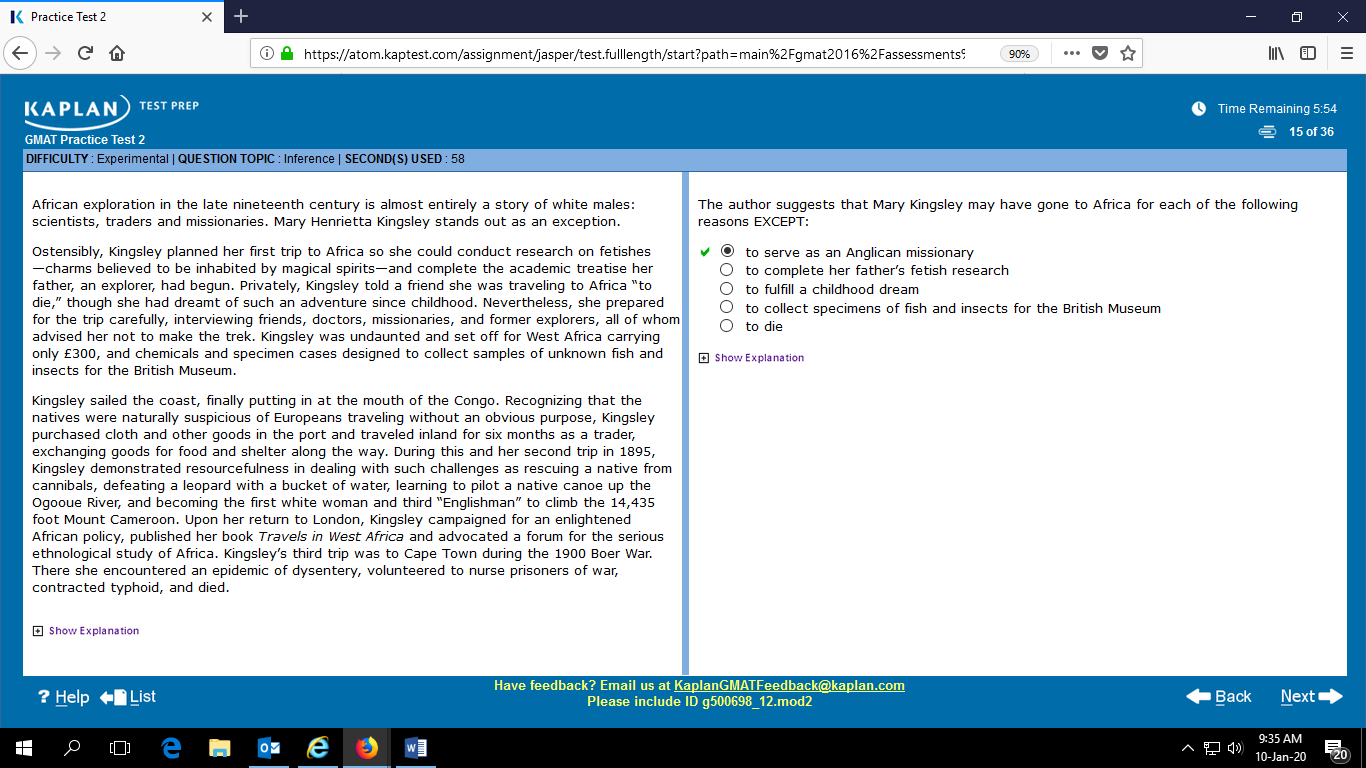 Practice Test 2
https://atom.kaptest.com/assignment/jasper/test.fulllength/start?path=main%2Fgmat2016%2Fassessments%
90%
KAPLAN TEST PREP
GMAT Practice Test 2
Time Remaining 5:54
15 of 36
DIFFICULTY : Experimental | QUESTION TOPIC : Inference | SECOND(S) USED : 58
African exploration in the late nineteenth century is almost entirely a story of white males:
scientists, traders and missionaries. Mary Henrietta Kingsley stands out as an exception.
Ostensibly, Kingsley planned her first trip to Africa so she could conduct research on fetishes
—charms believed to be inhabited by magical spirits—and complete the academic treatise her
father, an explorer, had begun. Privately, Kingsley told a friend she was traveling to Africa “to
die,” though she had dreamt of such an adventure since childhood. Nevertheless, she prepared
for the trip carefully, interviewing friends, doctors, missionaries, and former explorers, all of whom
advised her not to make the trek. Kingsley was undaunted and set off for West Africa carrying
only £300, and chemicals and specimen cases designed to collect samples of unknown fish and
insects for the British Museum.
Kingsley sailed the coast, finally putting in at the mouth of the Congo. Recognizing that the
natives were naturally suspicious of Europeans traveling without an obvious purpose, Kingsley
purchased cloth and other goods in the port and traveled inland for six months as a trader,
exchanging goods for food and shelter along the way. During this and her second trip in 1895,
Kingsley demonstrated resourcefulness in dealing with such challenges as rescuing a native from
cannibals, defeating a leopard with a bucket of water, learning to pilot a native canoe up the
Ogooue River, and becoming the first white woman and third “Englishman” to climb the 14,435
foot Mount Cameroon. Upon her return to London, Kingsley campaigned for an enlightened
African policy, published her book Travels in West Africa and advocated a forum for the serious
ethnological study of Africa. Kingsley’s third trip was to Cape Town during the 1900 Boer War.
There she encountered an epidemic of dysentery, volunteered to nurse prisoners of war,
contracted typhoid, and died.
Show Explanation
The author suggests that Mary Kingsley may have gone to Africa for each of the following
reasons EXCEPT:
to serve as an Anglican missionary
to complete her father’s fetish research
to fulfill a childhood dream
to collect specimens of fish and insects for the British Museum
to die
Show Explanation
? Help
List
Have feedback? Email us at KaplanGMATFeedback@kaplan.com
Please include ID g500698_12.mod2
Back
Next
9:35 AM
10-Jan-20
20